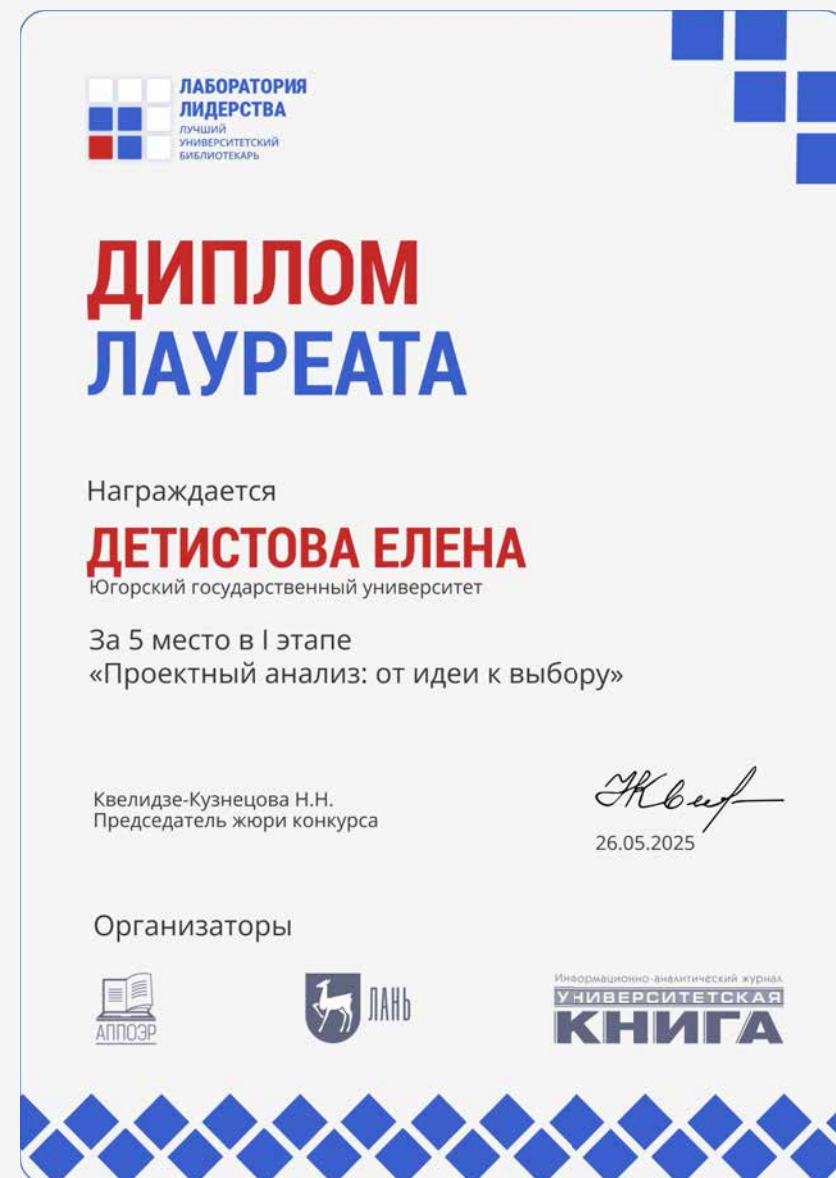 ЛАБОРАТОРИЯ
ЛИДЕРСТВА
ЛУЧШИЙ
УНИВЕРСИТЕТСКИЙ
БИБЛИОТЕКАРЬ
ДИПЛОМ
ЛАУРЕАТА
Награждается
ДЕТИСТОВА ЕЛЕНА
Югорский государственный университет
За 5 место в I этапе
«Проектный анализ: от идеи к выбору»
Квелидзе-Кузнецова Н.Н.
Председатель жюри конкурса
26.05.2025
Организаторы
АППОЭР
ЛАНЬ
Информационно-аналитический журнал
УНИВЕРСИТЕТСКАЯ
КНИГА